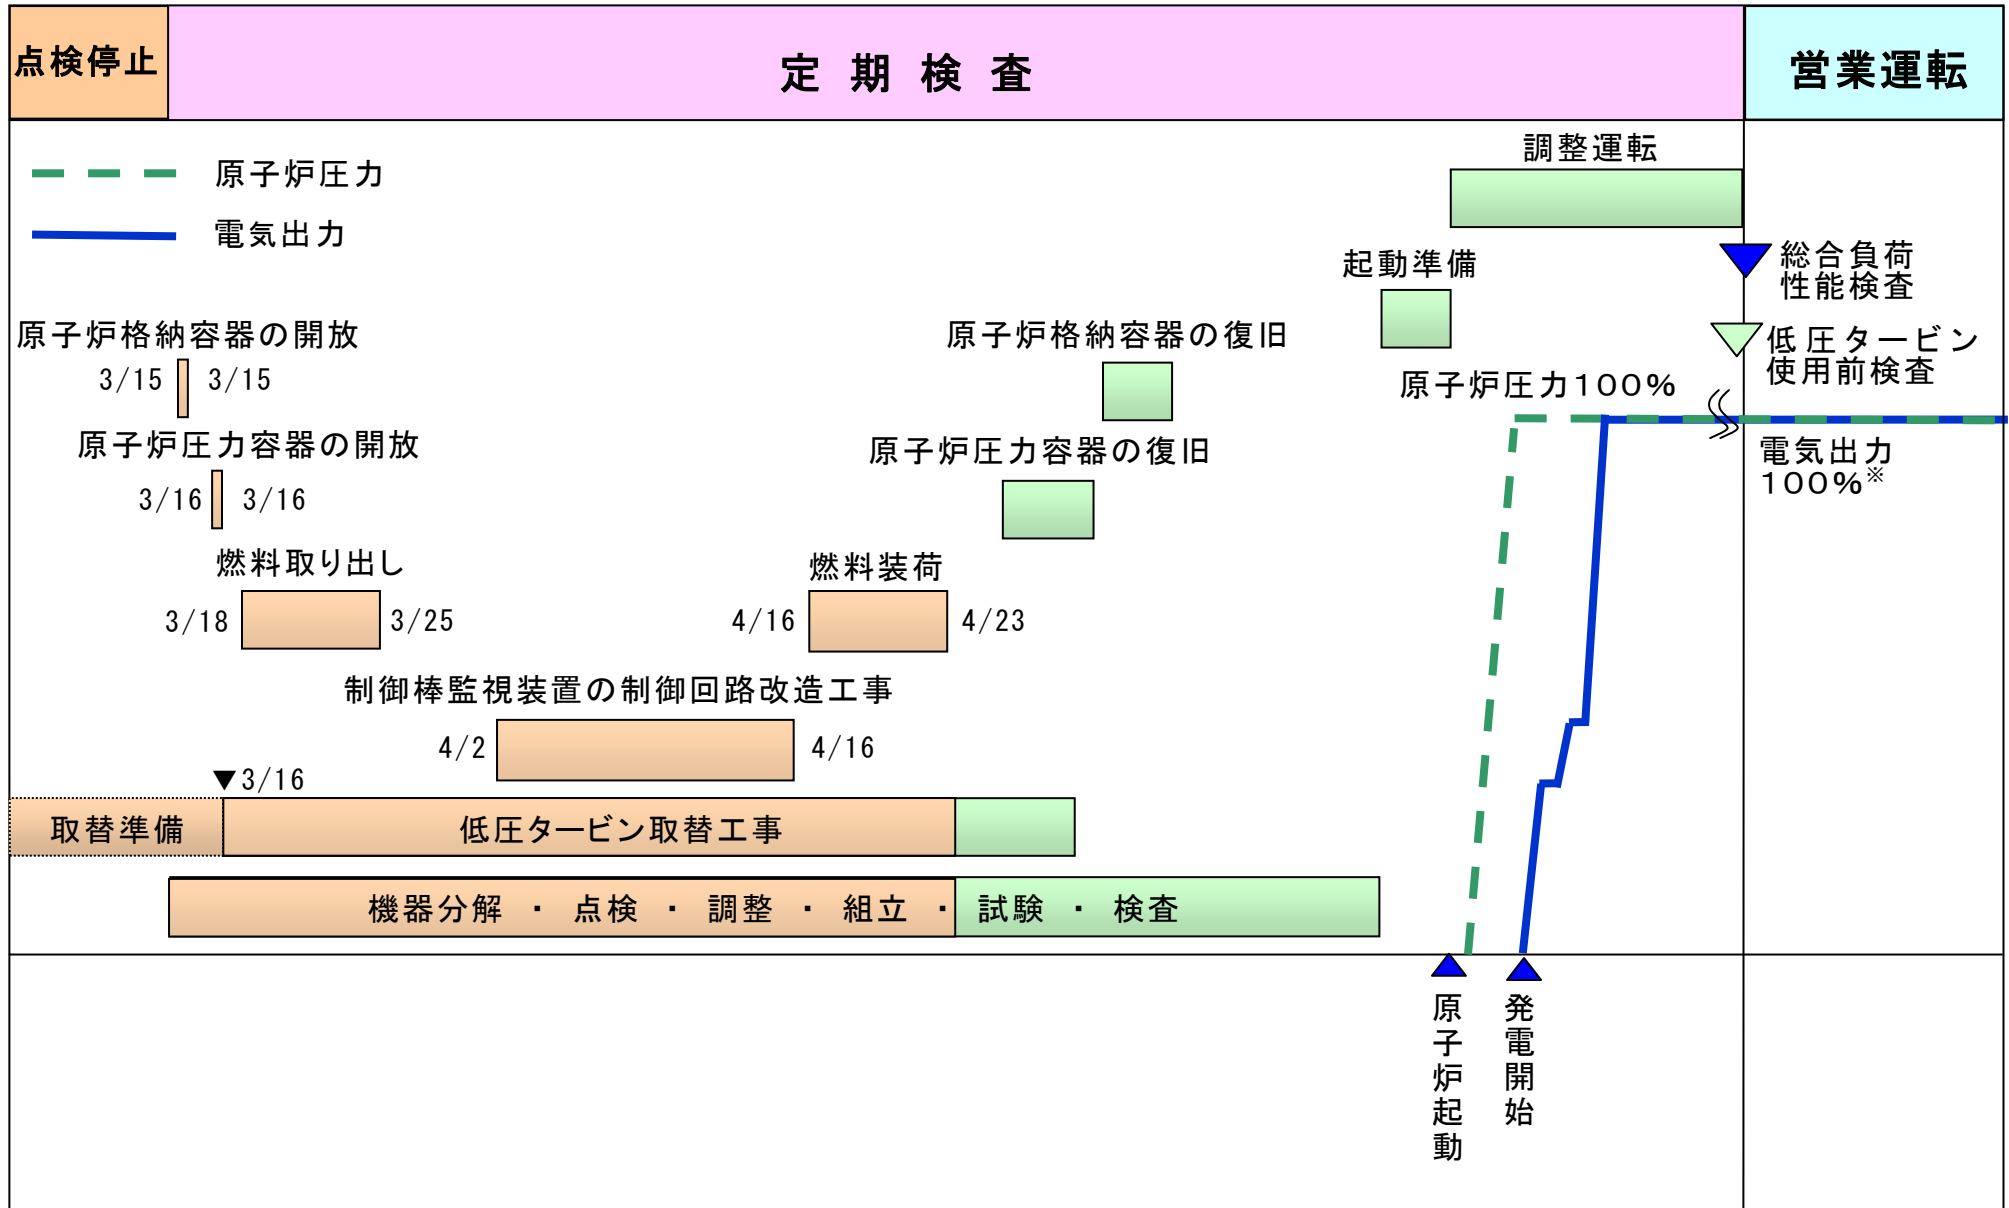 点検停止
定期検査
営業運転
原子炉圧力
電気出力
調整運転
起動準備
総合負荷
性能検査
低圧タービン
使用前検査
原子炉格納容器の開放
3/15 3/15
原子炉格納容器の復旧
原子炉圧力100%
原子炉圧力容器の開放
3/16 3/16
原子炉圧力容器の復旧
電気出力
100%※
燃料取り出し
3/18 3/25
燃料装荷
4/16 4/23
制御棒監視装置の制御回路改造工事
4/2 4/16
▼3/16
取替準備
低圧タービン取替工事
機器分解 ・ 点検 ・ 調整 ・ 組立 ・ 試験 ・ 検査
原子炉起動
発電開始